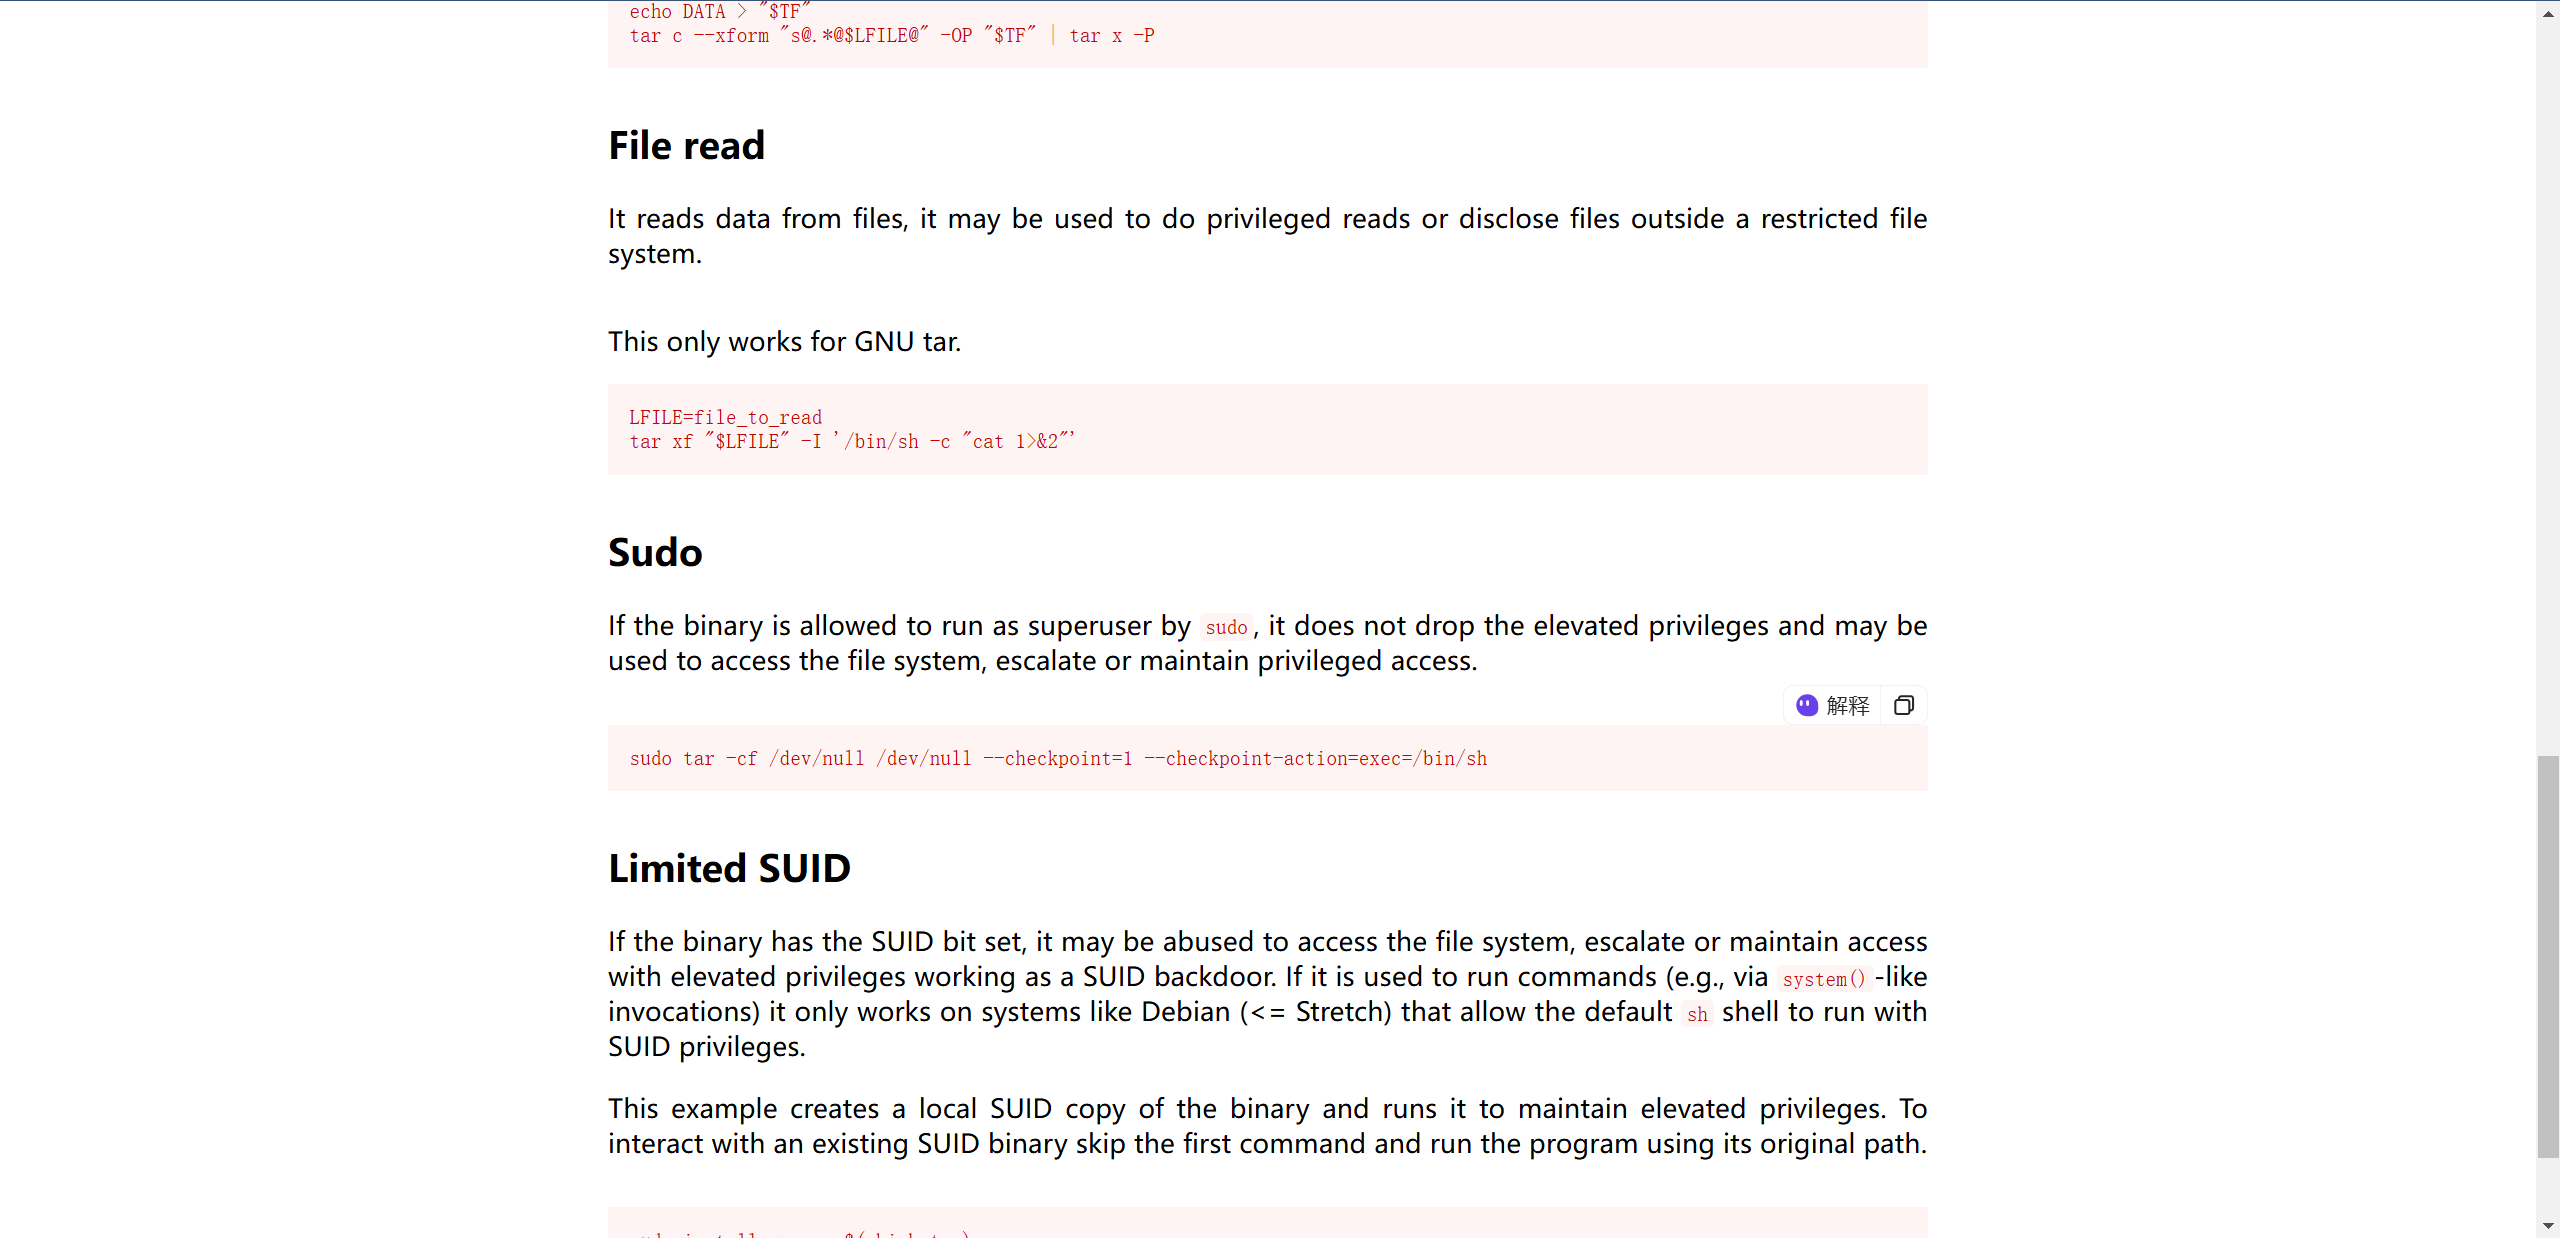 echo DATA > "$TF"
tar c --xform "s@.*@$LFILE@" -OP "$TF" | tar x -P
File read
It reads data from files, it may be used to do privileged reads or disclose files outside a restricted file
system.
This only works for GNU tar.
LFILE=file_to_read
tar xf "$LFILE" -I '/bin/sh -c "cat 1>&2"'
Sudo
If the binary is allowed to run as superuser by sudo, it does not drop the elevated privileges and may be
used to access the file system, escalate or maintain privileged access.
解释
sudo tar -cf /dev/null /dev/null --checkpoint=1 --checkpoint-action=exec=/bin/sh
Limited SUID
If the binary has the SUID bit set, it may be abused to access the file system, escalate or maintain access
with elevated privileges working as a SUID backdoor. If it is used to run commands (e.g., via system()-like
invocations) it only works on systems like Debian (<= Stretch) that allow the default sh shell to run with
SUID privileges.
This example creates a local SUID copy of the binary and runs it to maintain elevated privileges. To
interact with an existing SUID binary skip the first command and run the program using its original path.